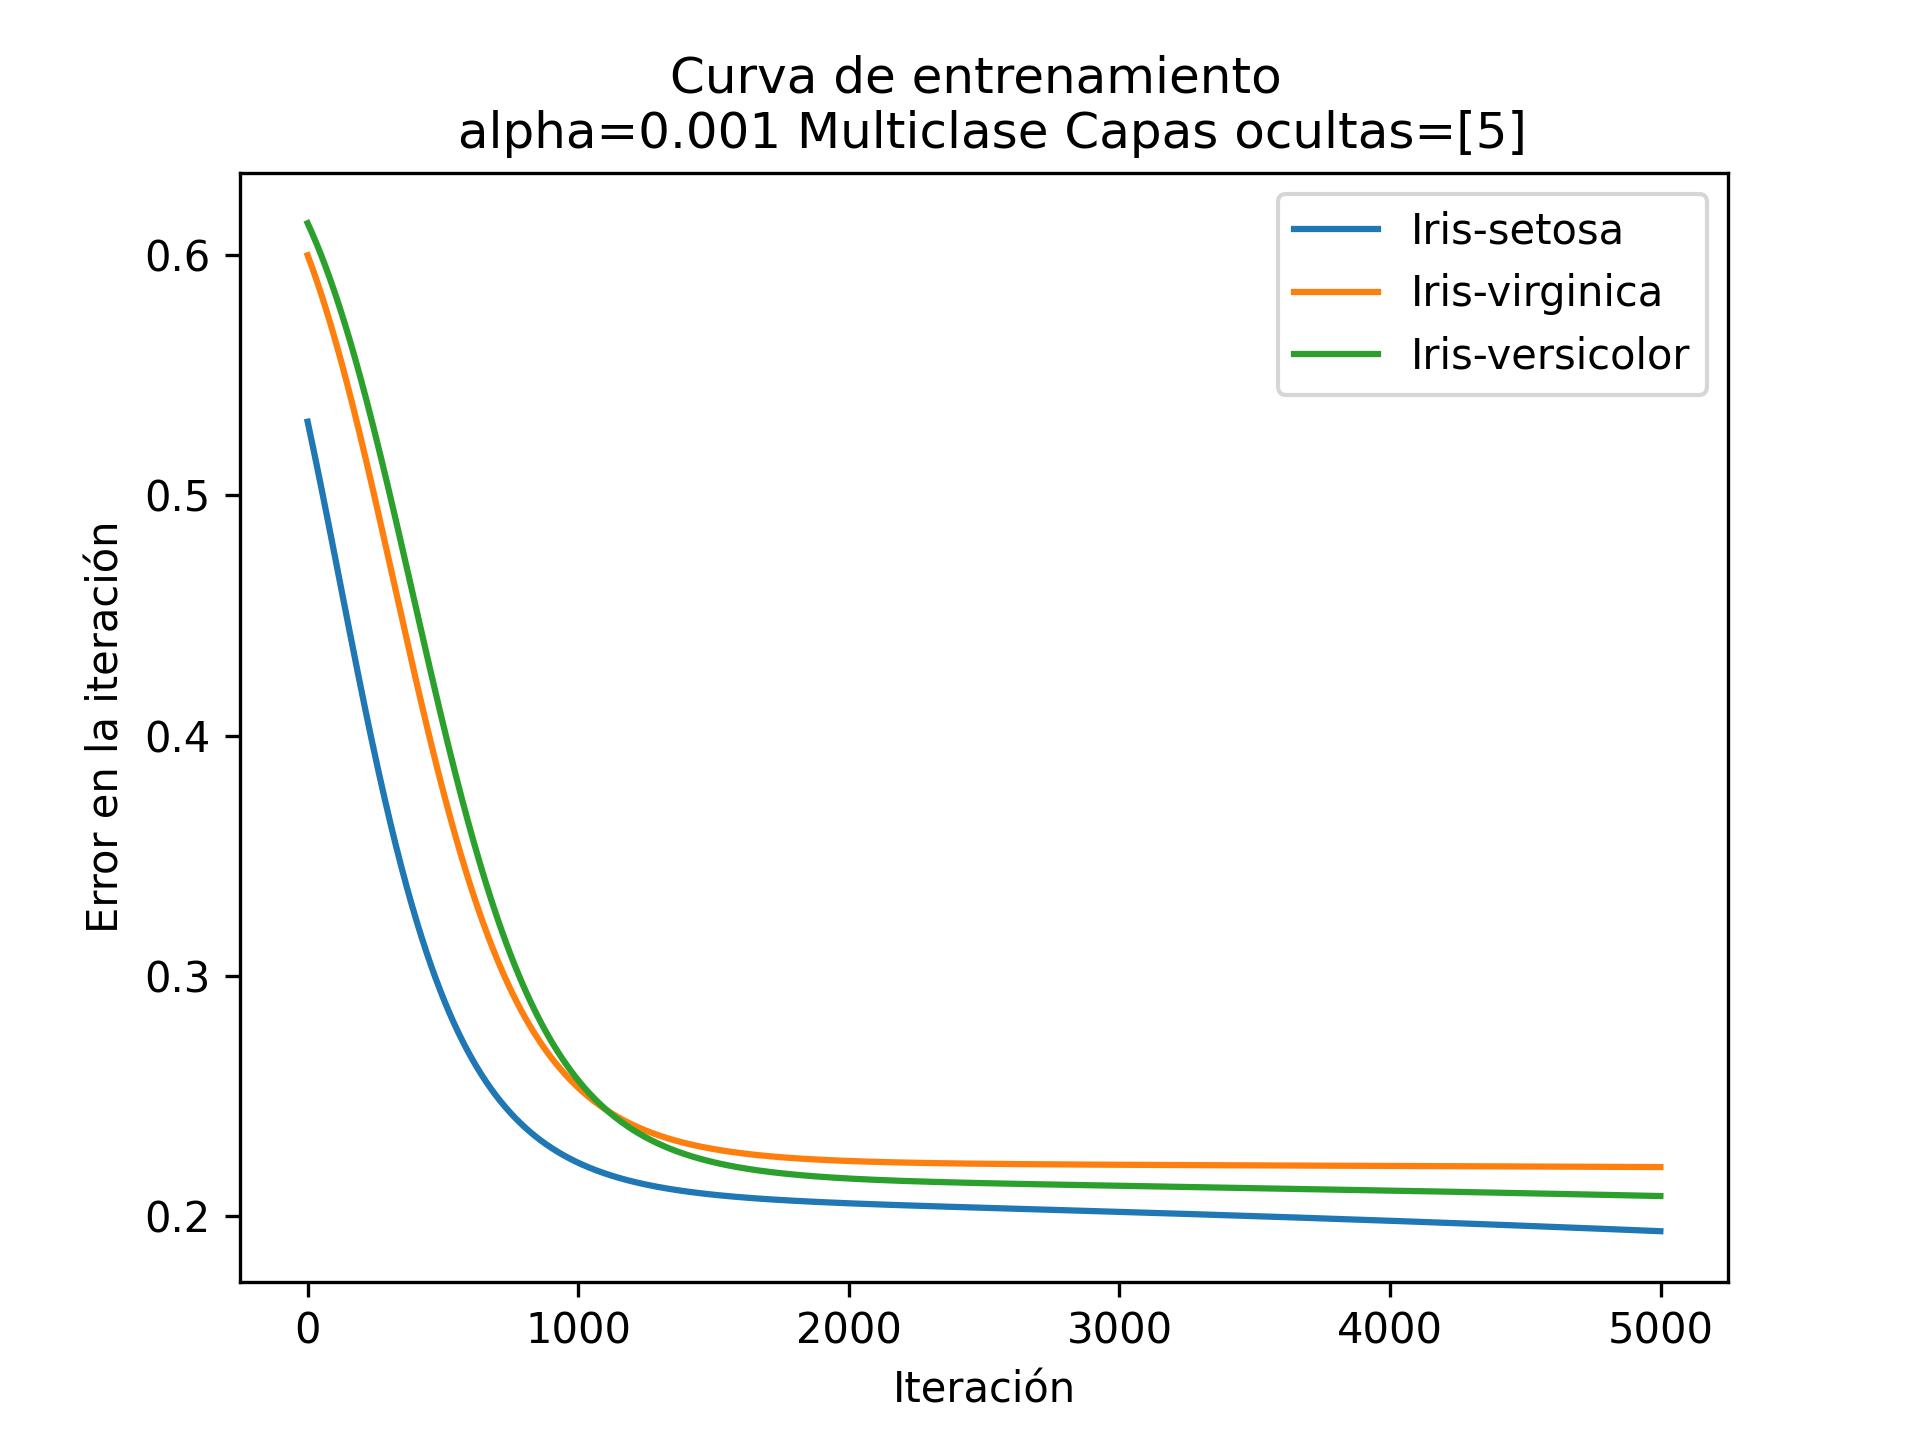 Curva de entrenamiento
alpha=0.001 Multiclase Capas ocultas=[5]
Iris-setosa
Iris-virginica
Iris-versicolor
0.6
0.5
0.4
0.3
0.2
Error en la iteración
0 1000 2000 3000 4000 5000
Iteración